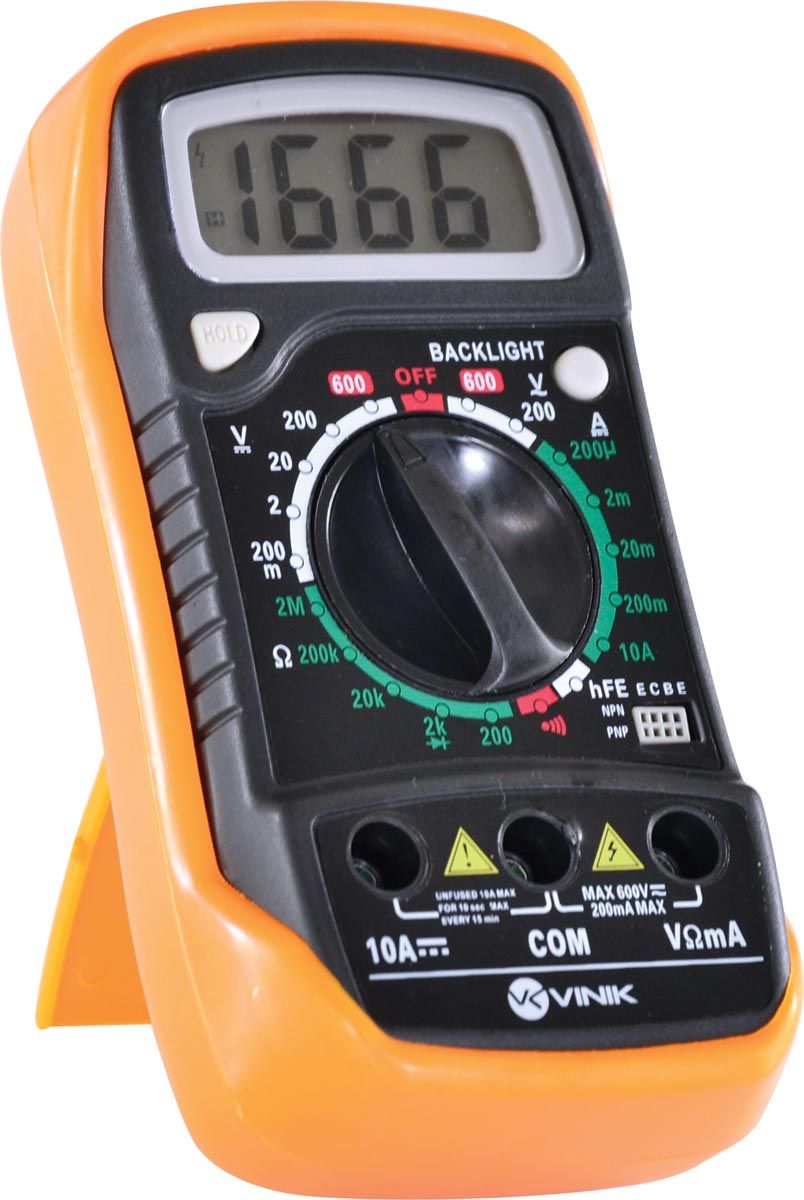 1666
HOLD
BACKLIGHT
600 OFF 600 V
200 200 A
V 200µ
20 2m
2 20m
200m 200m
2M 10A
Ω 200k hFE E C B E
20k NPN
2k 200 PNP
UNFUSED 10A MAX
FOR 10 sec MAX
EVERY 15 min
MAX 600V
200mA MAX
10A COM VΩmA
VK VINIK